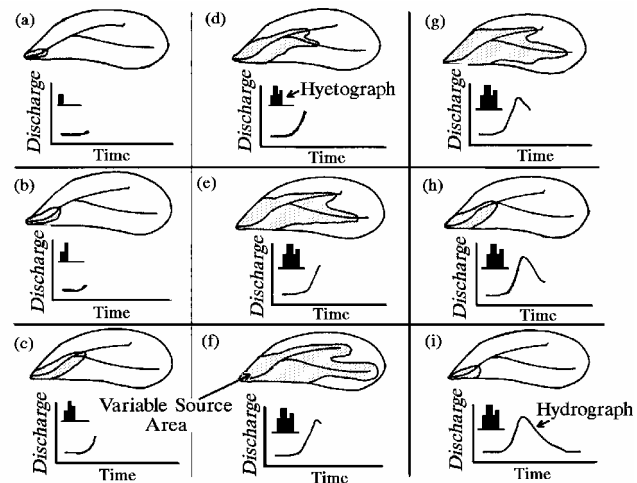 (a)
Discharge
Time
(d)
Hyetograph
Discharge
Time
(g)
Discharge
Time
(b)
Discharge
Time
(e)
Discharge
Time
(h)
Discharge
Time
(c)
Discharge
Time
(f)
Variable Source
Area
Discharge
Time
(i)
Hydrograph
Discharge
Time